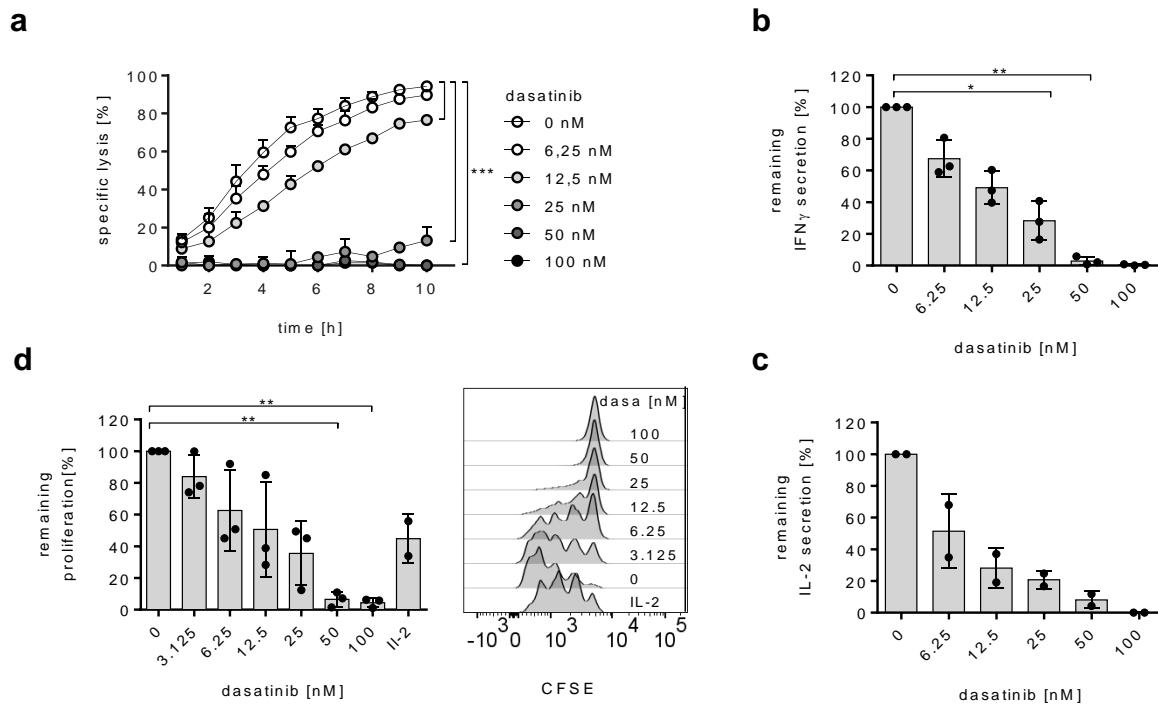 a
specific lysis [%]
100
80
60
40
20
0
2 4 6 8 10
time [h]
***
dasatinib
0 nM
6,25 nM
12,5 nM
25 nM
50 nM
100 nM
b
remaining
IFNγ secretion [%]
120
100
80
60
40
20
0
**
*
0 6.25 12.5 25 50 100
dasatinib [nM]
d
remaining
proliferation[%]
120
100
80
60
40
20
0
**
**
0 3.125 6.25 12.5 25 50 100 Il-2
dasatinib [nM]
dasa [nM]
100
50
25
12.5
6.25
3.125
0
IL-2
-10³ 0 10³ 10⁴ 10⁵
CFSE
c
remaining
IL-2 secretion [%]
120
100
80
60
40
20
0
0 6.25 12.5 25 50 100
dasatinib [nM]